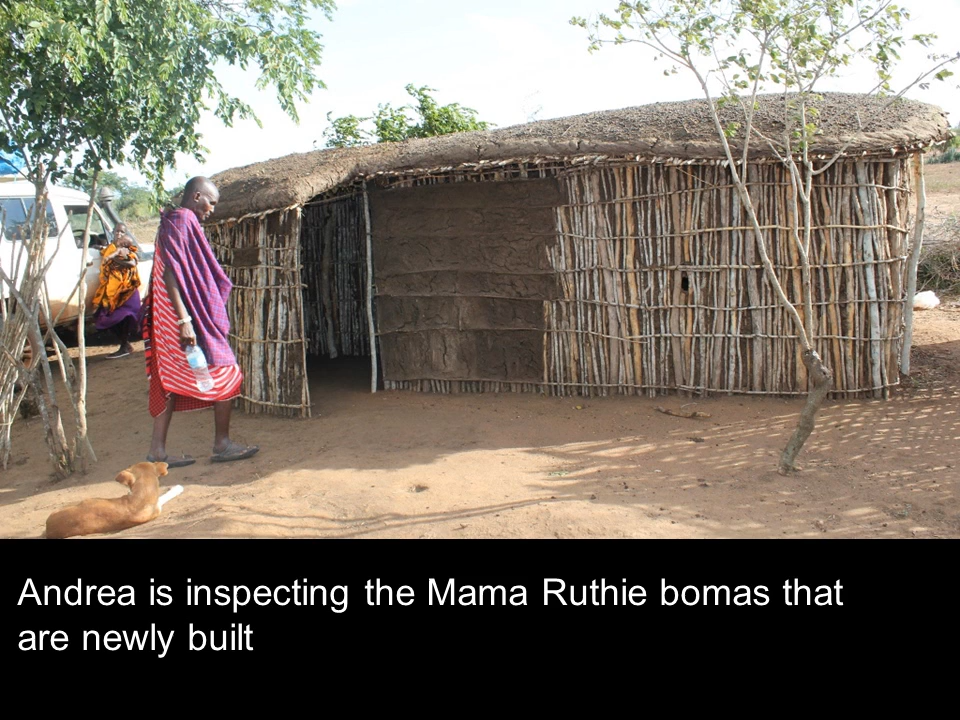 Andrea is inspecting the Mama Ruthie bomas that
are newly built